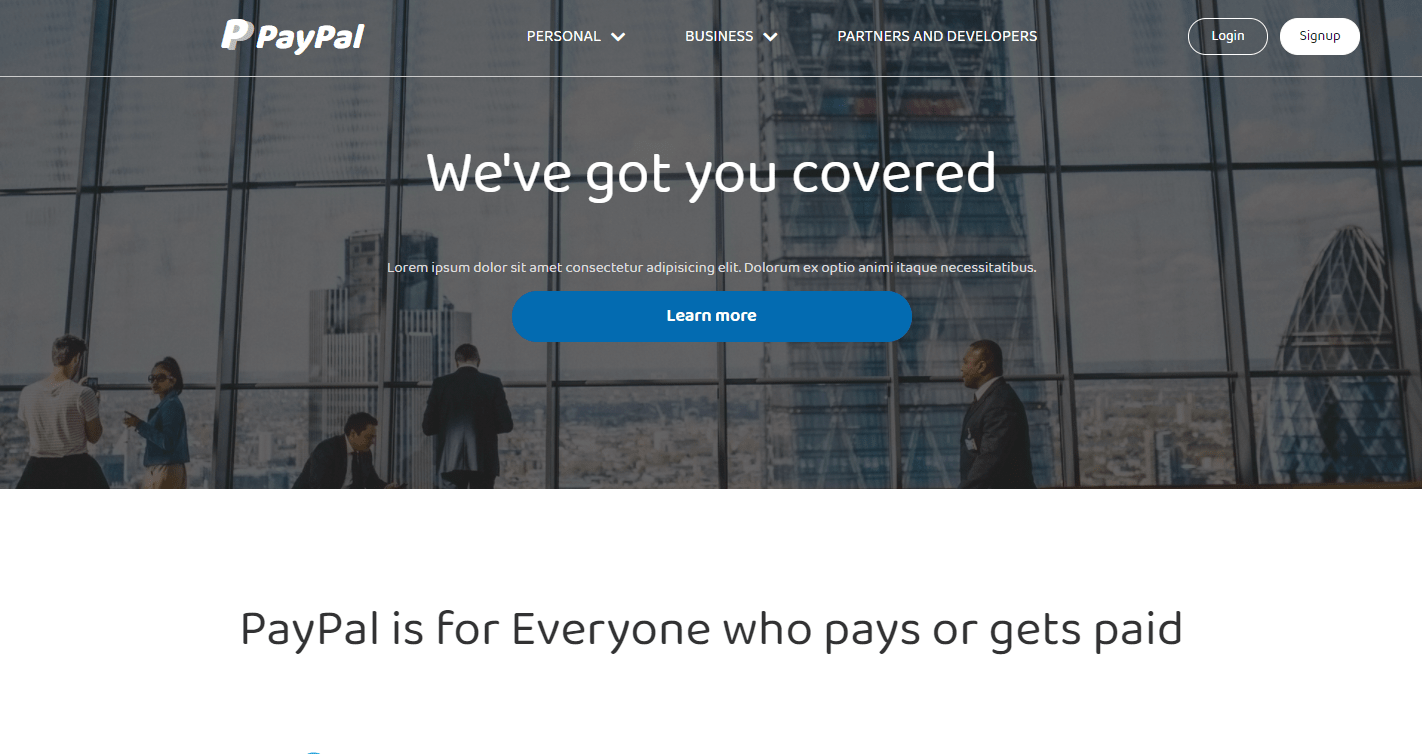 PayPal
PERSONAL
BUSINESS
PARTNERS AND DEVELOPERS
Login
Signup
We've got you covered
Lorem ipsum dolor sit amet consectetur adipisicing elit. Dolorum ex optio animi itaque necessitatibus.
Learn more
PayPal is for Everyone who pays or gets paid